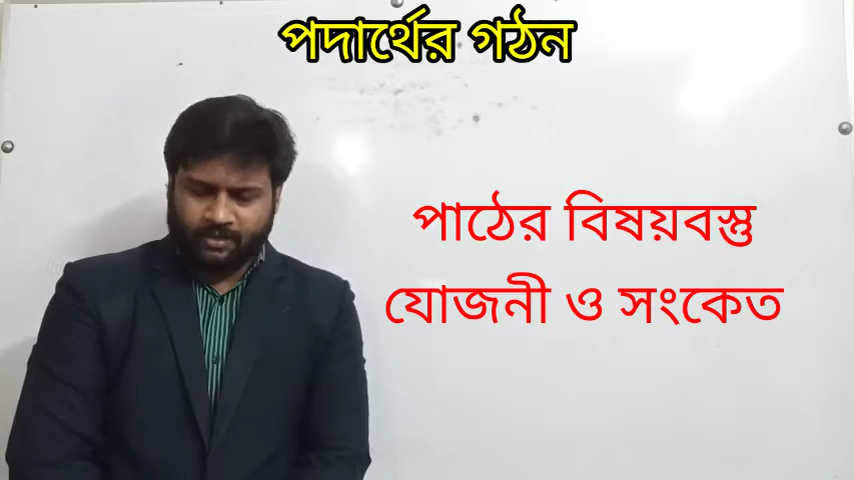 পদার্থের গঠন
পাঠের বিষয়বস্তু
যোজনী ও সংকেত